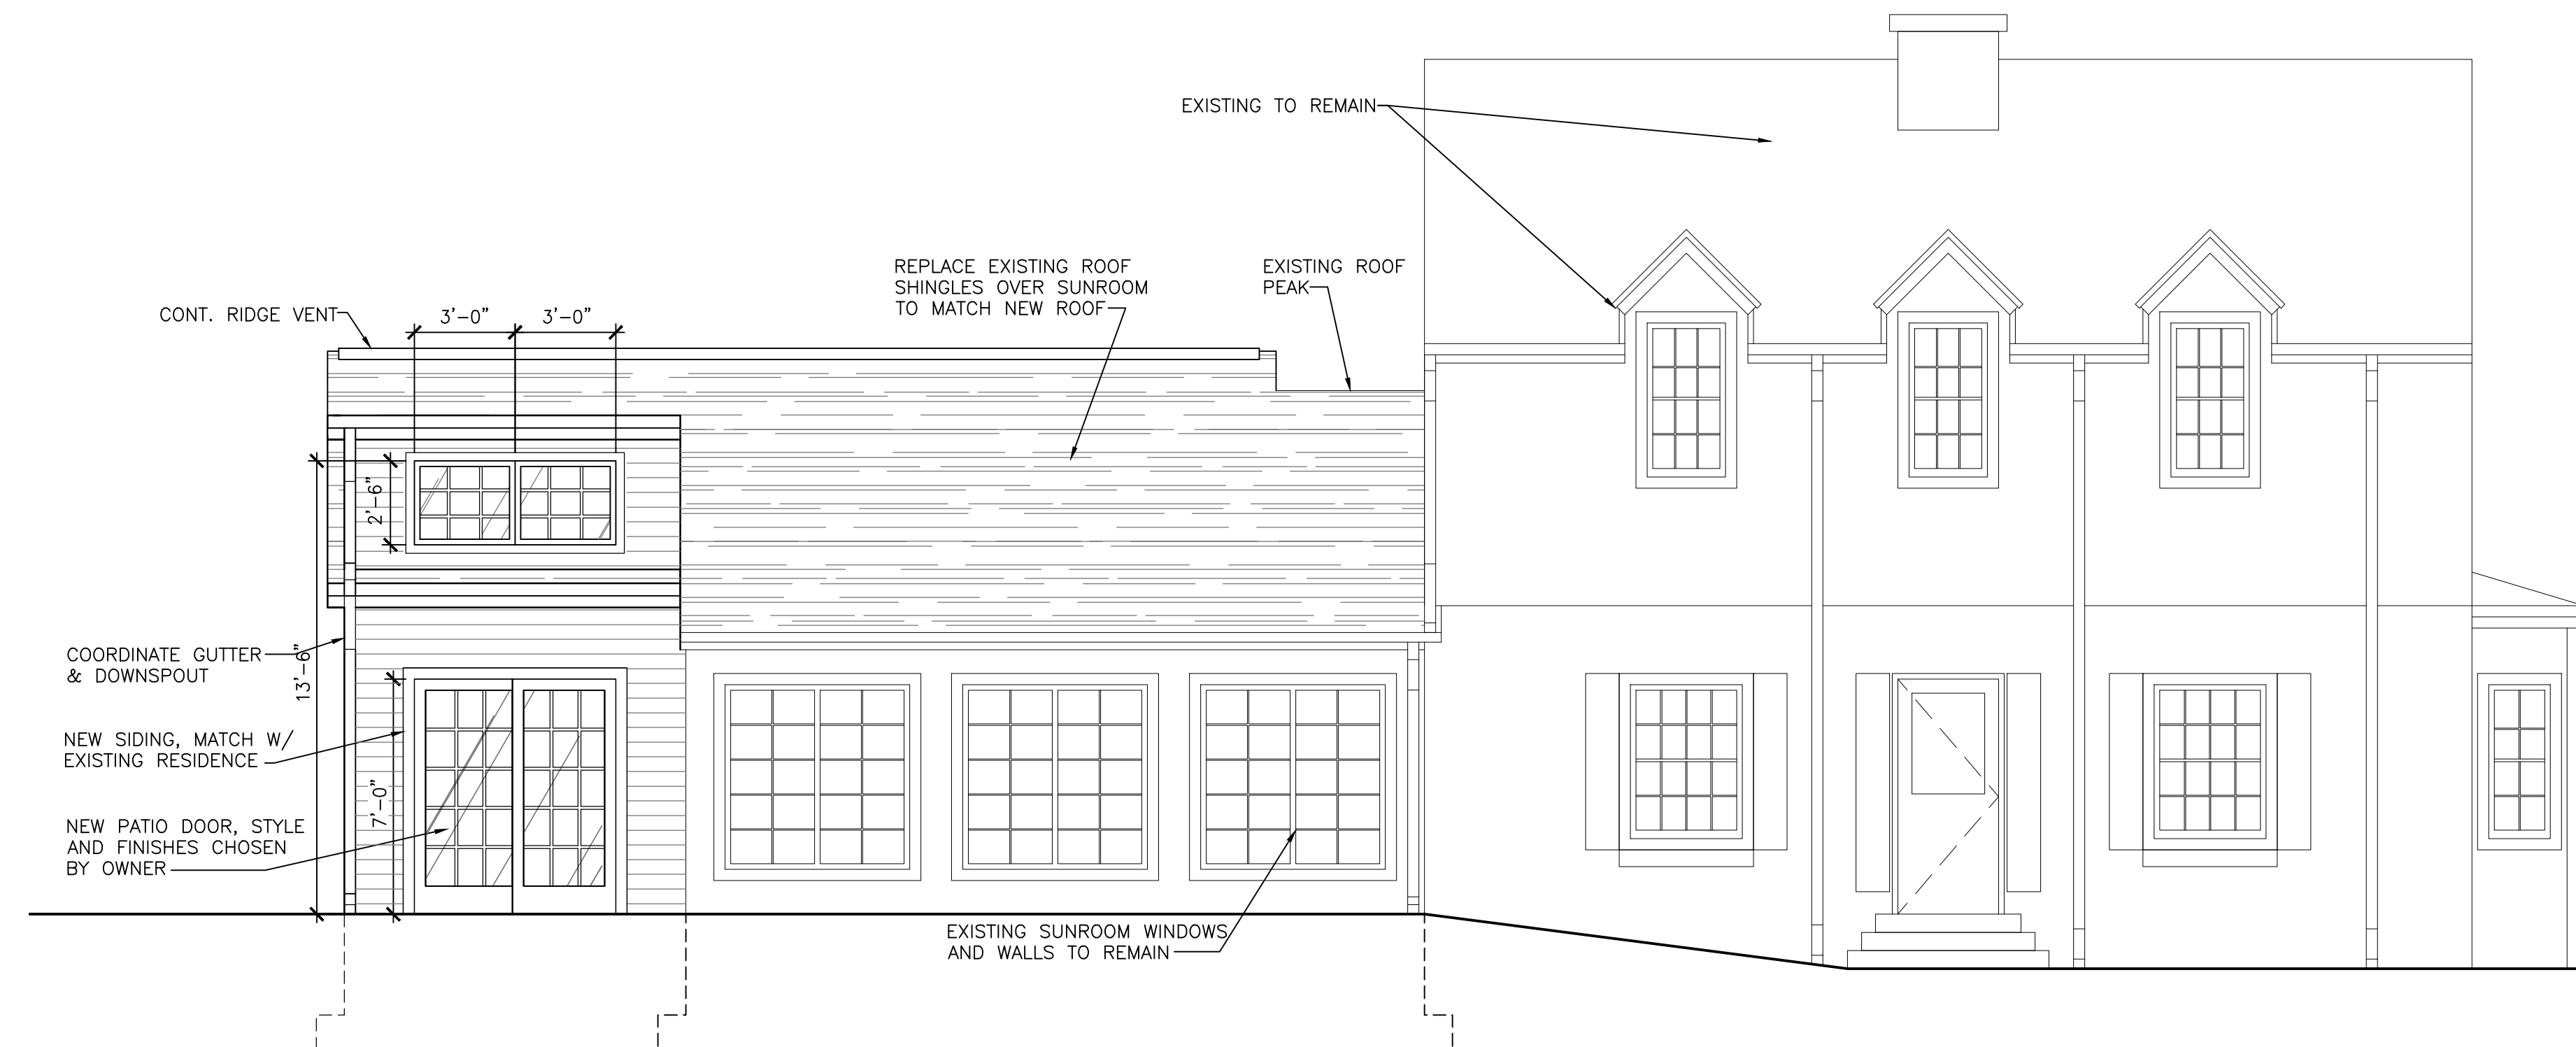 EXISTING TO REMAIN
REPLACE EXISTING ROOF
SHINGLES OVER SUNROOM
TO MATCH NEW ROOF
EXISTING ROOF
PEAK
CONT. RIDGE VENT
3'-0"
3'-0"
2'-6"
13'-6"
COORDINATE GUTTER
& DOWNSPOUT
NEW SIDING, MATCH W/
EXISTING RESIDENCE
7'-0"
NEW PATIO DOOR, STYLE
AND FINISHES CHOSEN
BY OWNER
EXISTING SUNROOM WINDOWS
AND WALLS TO REMAIN